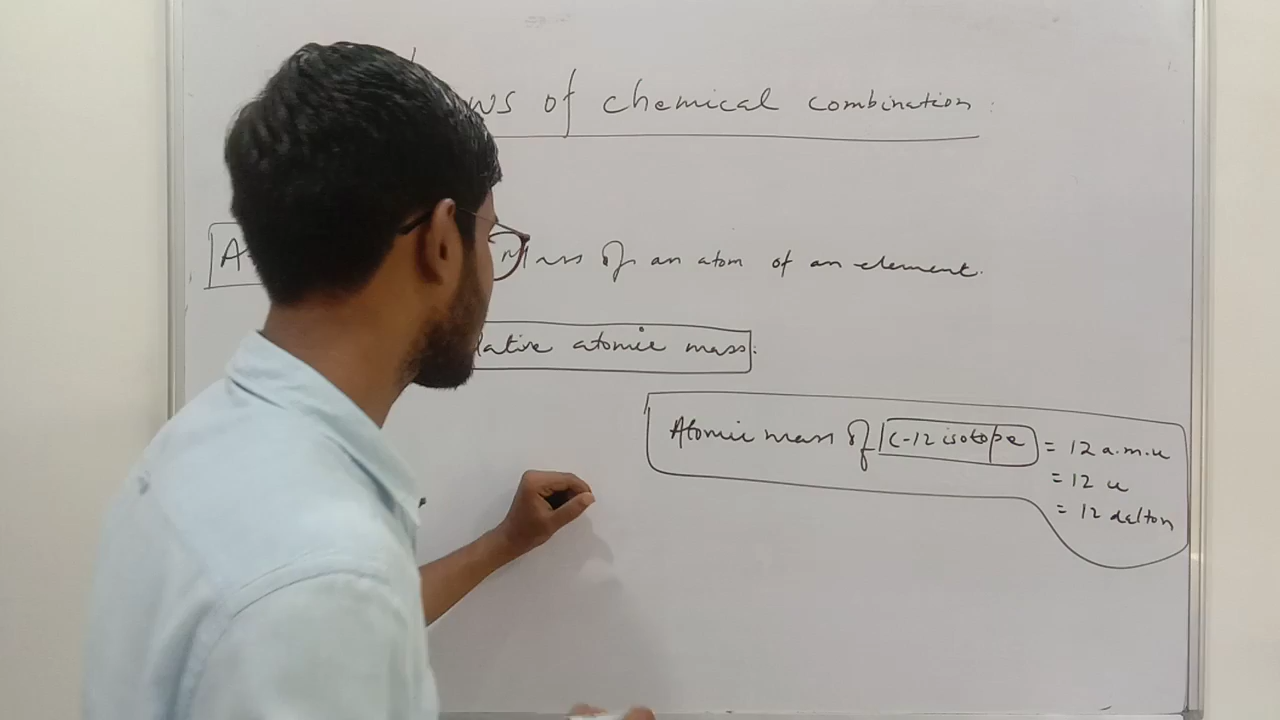 ws of chemical combination:
A Mass of an atom of an element.
lative atomic mass:
Atomic mass of C-12 isotope = 12 a.m.u
= 12 u
= 12 delton